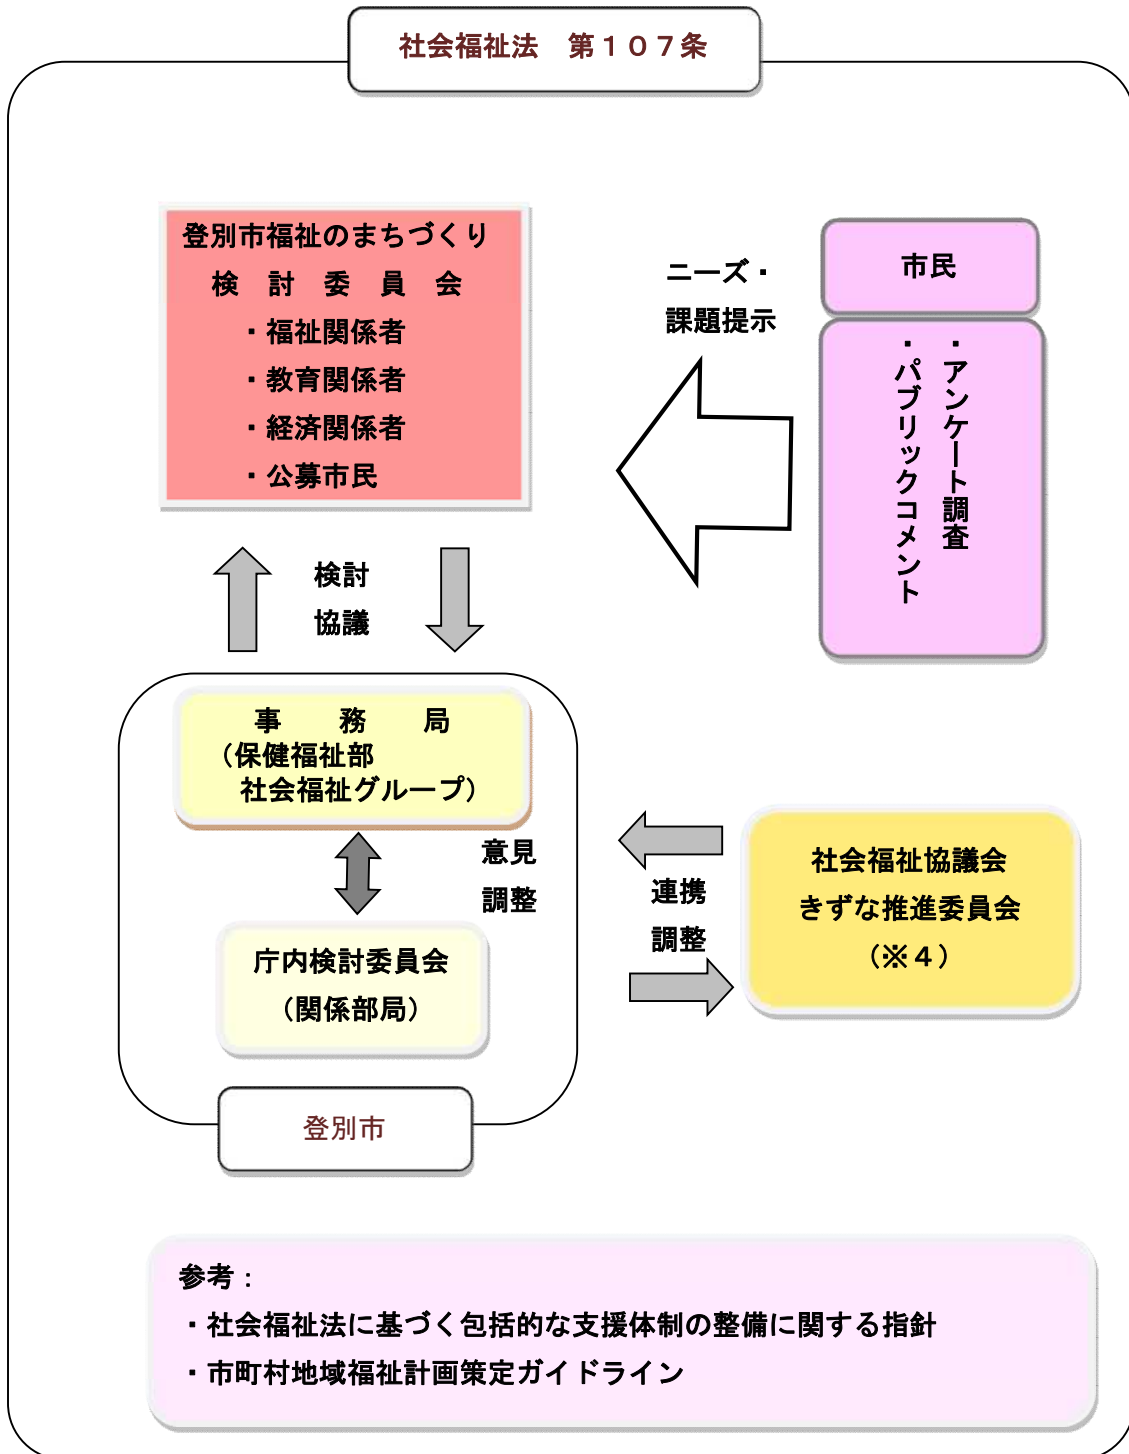 社会福祉法　第１０７条
登別市福祉のまちづくり
検　討　委　員　会
・福祉関係者
・教育関係者
・経済関係者
・公募市民
ニーズ・
課題提示
市民
・アンケート調査
・パブリックコメント
検討
協議
事　　務　　局
（保健福祉部
社会福祉グループ）
意見
調整
庁内検討委員会
（関係部局）
登別市
連携
調整
社会福祉協議会
きずな推進委員会
（※４）
参考：
・社会福祉法に基づく包括的な支援体制の整備に関する指針
・市町村地域福祉計画策定ガイドライン